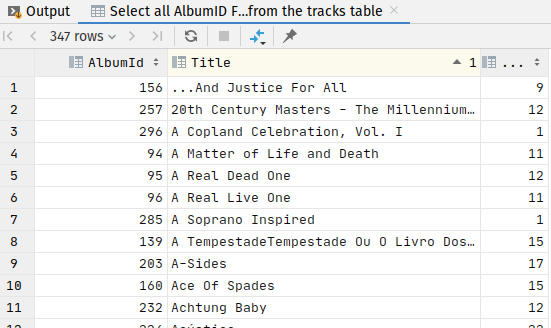 Output Select all AlbumID F...from the tracks table
347 rows
AlbumId Title 1 ...
1 156 ...And Justice For All 9
2 257 20th Century Masters - The Millennium… 12
3 296 A Copland Celebration, Vol. I 1
4 94 A Matter of Life and Death 11
5 95 A Real Dead One 12
6 96 A Real Live One 11
7 285 A Soprano Inspired 1
8 139 A TempestadeTempestade Ou O Livro Dos… 15
9 203 A-Sides 17
10 160 Ace Of Spades 15
11 232 Achtung Baby 12